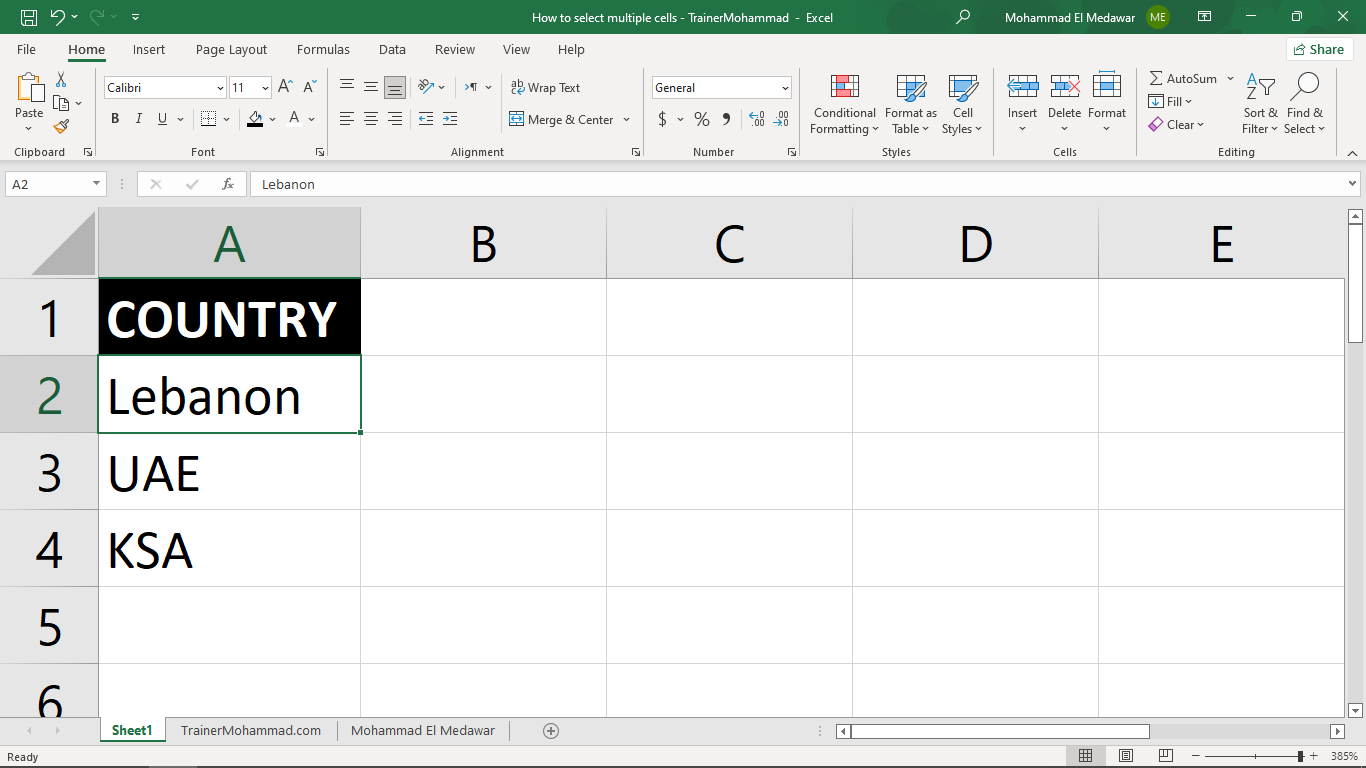 How to select multiple cells - TrainerMohammad - Excel
Mohammad El Medawar ME
File Home Insert Page Layout Formulas Data Review View Help
Share
Paste
Clipboard
Calibri 11 A A
B I U A
Font
ab Wrap Text
Merge & Center
Alignment
General
$ % 9 .00 .00
Number
Conditional Formatting
Format as Table
Cell Styles
Styles
Insert Delete Format
Cells
AutoSum
Fill
Clear
Sort & Filter
Find & Select
Editing
A2 fx Lebanon
A B C D E
1 COUNTRY
2 Lebanon
3 UAE
4 KSA
5
6
Sheet1 TrainerMohammad.com Mohammad El Medawar
Ready 385%